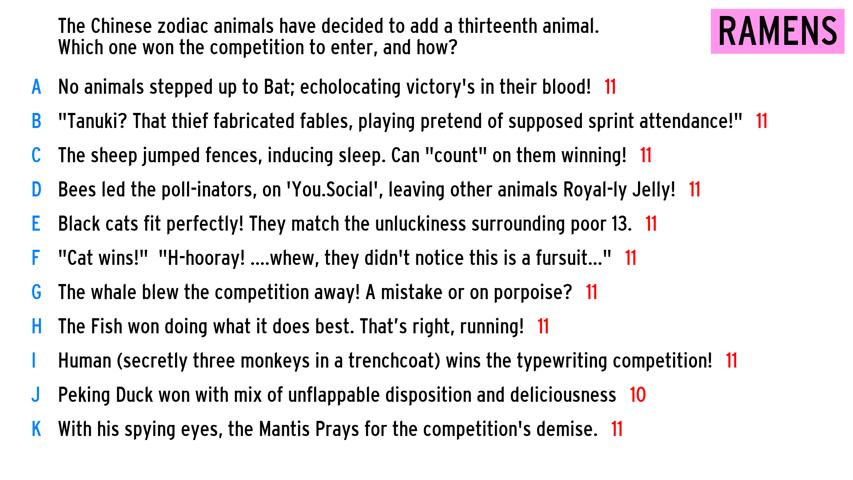 The Chinese zodiac animals have decided to add a thirteenth animal.
Which one won the competition to enter, and how?
RAMENS
A No animals stepped up to Bat; echolocating victory's in their blood! 11
B "Tanuki? That thief fabricated fables, playing pretend of supposed sprint attendance!" 11
C The sheep jumped fences, inducing sleep. Can "count" on them winning! 11
D Bees led the poll-inators, on 'You.Social', leaving other animals Royal-ly Jelly! 11
E Black cats fit perfectly! They match the unluckiness surrounding poor 13. 11
F "Cat wins!" "H-hooray! ....whew, they didn't notice this is a fursuit..." 11
G The whale blew the competition away! A mistake or on porpoise? 11
H The Fish won doing what it does best. That’s right, running! 11
I Human (secretly three monkeys in a trenchcoat) wins the typewriting competition! 11
J Peking Duck won with mix of unflappable disposition and deliciousness 10
K With his spying eyes, the Mantis Prays for the competition's demise. 11